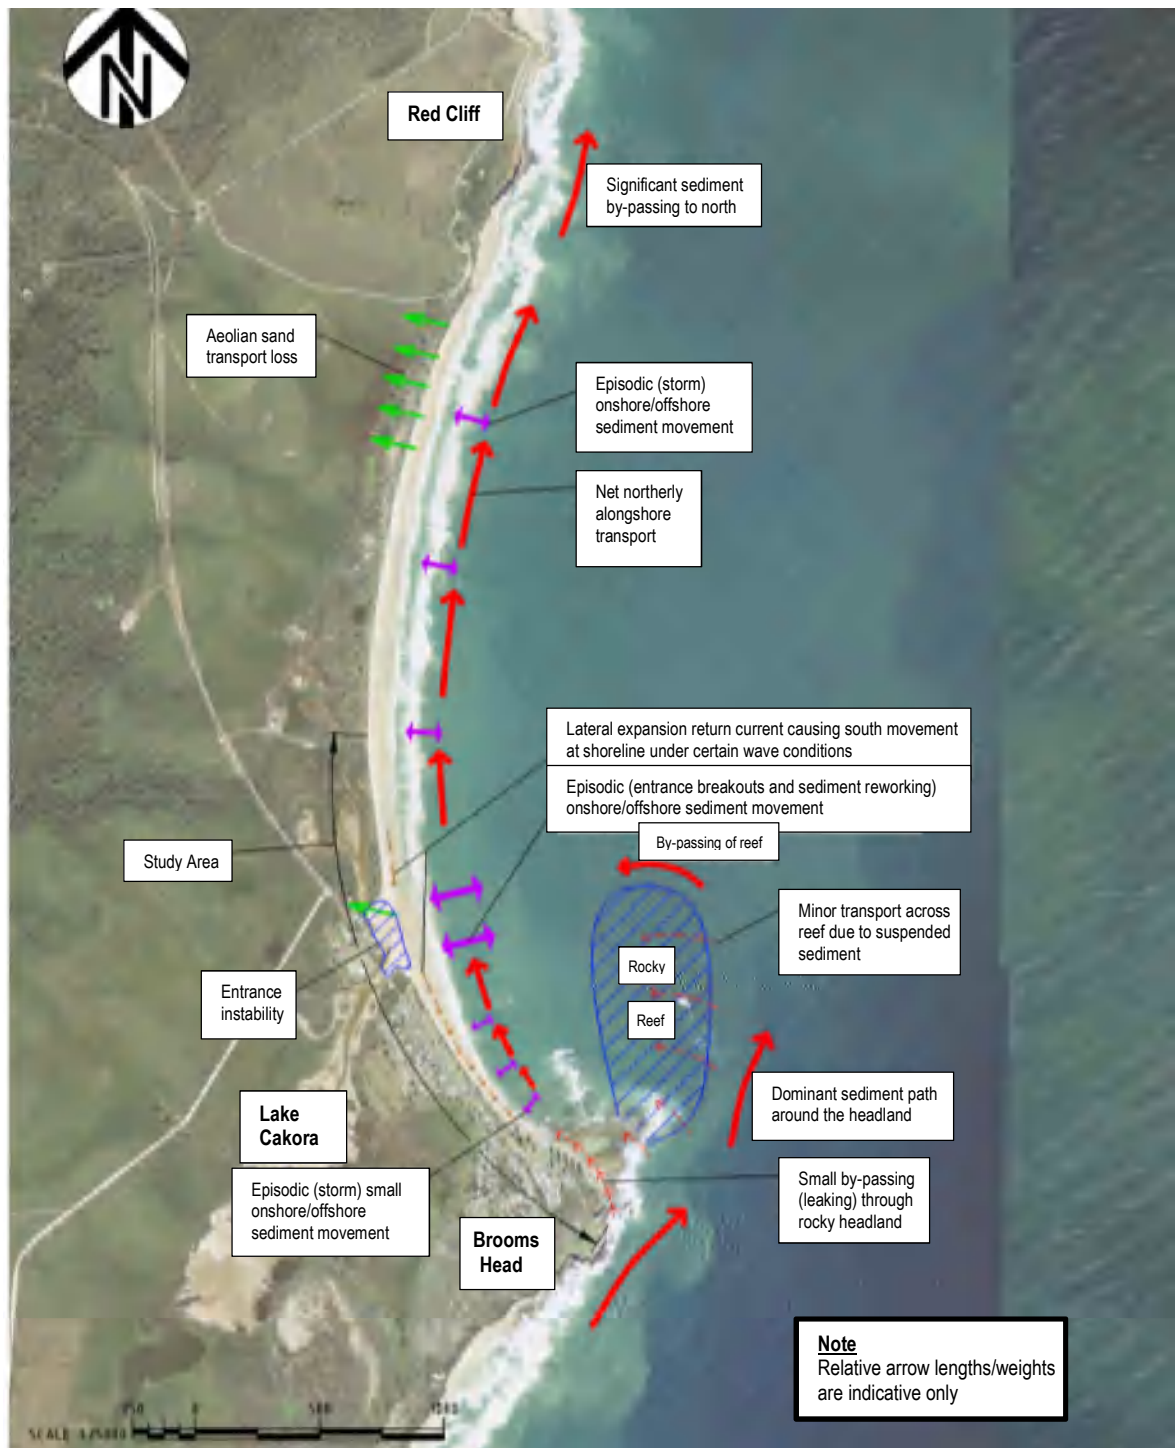 N
Red Cliff
Significant sediment
by-passing to north
Aeolian sand
transport loss
Episodic (storm)
onshore/offshore
sediment movement
Net northerly
alongshore
transport
Lateral expansion return current causing south movement
at shoreline under certain wave conditions
Episodic (entrance breakouts and sediment reworking)
onshore/offshore sediment movement
By-passing of reef
Study Area
Minor transport across
reef due to suspended
sediment
Rocky
Reef
Entrance
instability
Dominant sediment path
around the headland
Lake
Cakora
Episodic (storm) small
onshore/offshore
sediment movement
Small by-passing
(leaking) through
rocky headland
Brooms
Head
Note
Relative arrow lengths/weights
are indicative only
0 500
SCALE